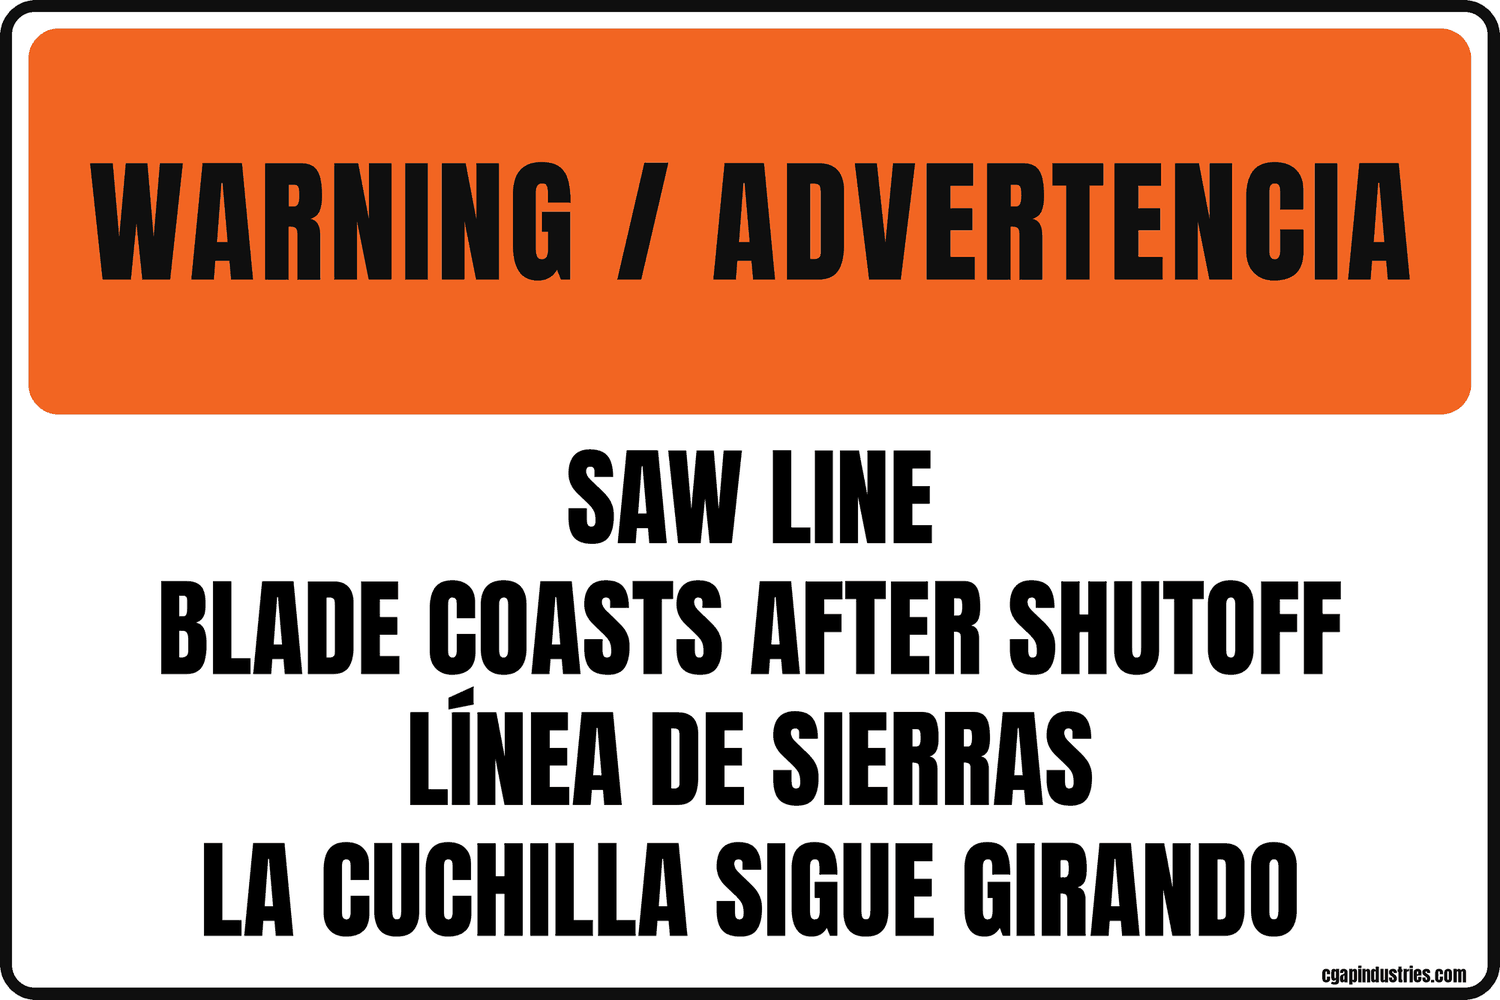 WARNING / ADVERTENCIA
SAW LINE
BLADE COASTS AFTER SHUTOFF
LÍNEA DE SIERRAS
LA CUCHILLA SIGUE GIRANDO
cgapindustries.com